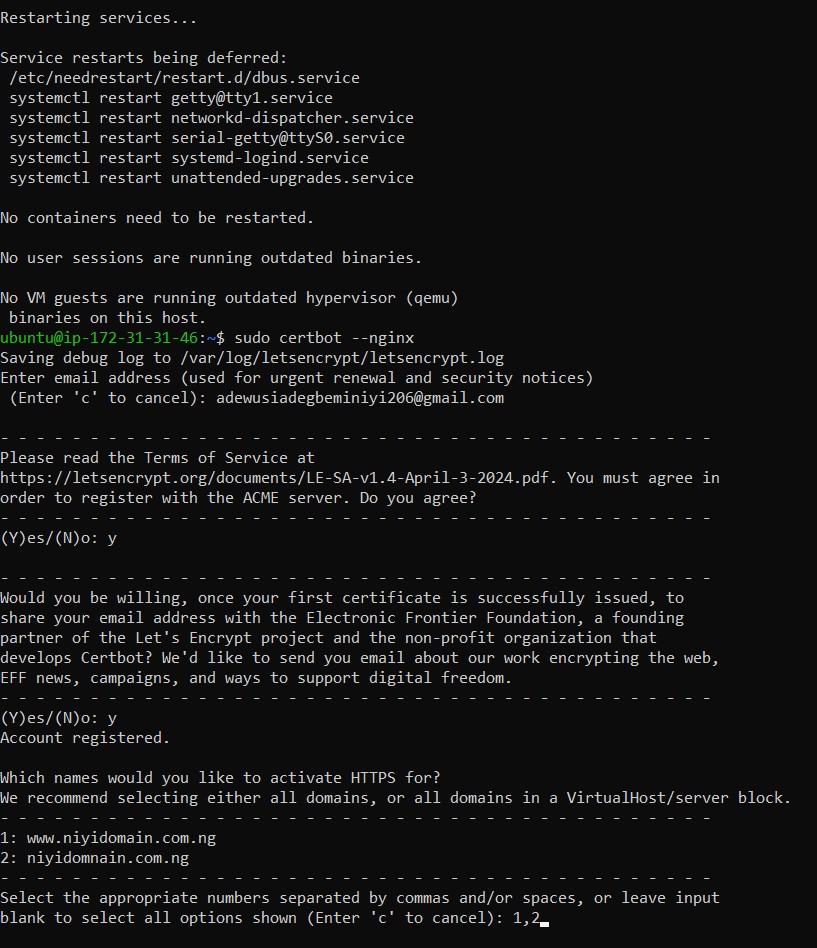 Restarting services...
Service restarts being deferred:
/etc/needrestart/restart.d/dbus.service
systemctl restart getty@tty1.service
systemctl restart networkd-dispatcher.service
systemctl restart serial-getty@ttyS0.service
systemctl restart systemd-logind.service
systemctl restart unattended-upgrades.service
No containers need to be restarted.
No user sessions are running outdated binaries.
No VM guests are running outdated hypervisor (qemu)
binaries on this host.
ubuntu@ip-172-31-31-46:~$ sudo certbot --nginx
Saving debug log to /var/log/letsencrypt/letsencrypt.log
Enter email address (used for urgent renewal and security notices)
(Enter 'c' to cancel): adewusiadegbeminiyi206@gmail.com
- - - - - - - - - - - - - - - - - - - - - - - - - - - - - - - - - - - - - - - -
Please read the Terms of Service at
https://letsencrypt.org/documents/LE-SA-v1.4-April-3-2024.pdf. You must agree in
order to register with the ACME server. Do you agree?
- - - - - - - - - - - - - - - - - - - - - - - - - - - - - - - - - - - - - - - -
(Y)es/(N)o: y
- - - - - - - - - - - - - - - - - - - - - - - - - - - - - - - - - - - - - - - -
Would you be willing, once your first certificate is successfully issued, to
share your email address with the Electronic Frontier Foundation, a founding
partner of the Let's Encrypt project and the non-profit organization that
develops Certbot? We'd like to send you email about our work encrypting the web,
EFF news, campaigns, and ways to support digital freedom.
- - - - - - - - - - - - - - - - - - - - - - - - - - - - - - - - - - - - - - - -
(Y)es/(N)o: y
Account registered.
Which names would you like to activate HTTPS for?
We recommend selecting either all domains, or all domains in a VirtualHost/server block.
- - - - - - - - - - - - - - - - - - - - - - - - - - - - - - - - - - - - - - - -
1: www.niyidomain.com.ng
2: niyidomnain.com.ng
- - - - - - - - - - - - - - - - - - - - - - - - - - - - - - - - - - - - - - - -
Select the appropriate numbers separated by commas and/or spaces, or leave input
blank to select all options shown (Enter 'c' to cancel): 1,2